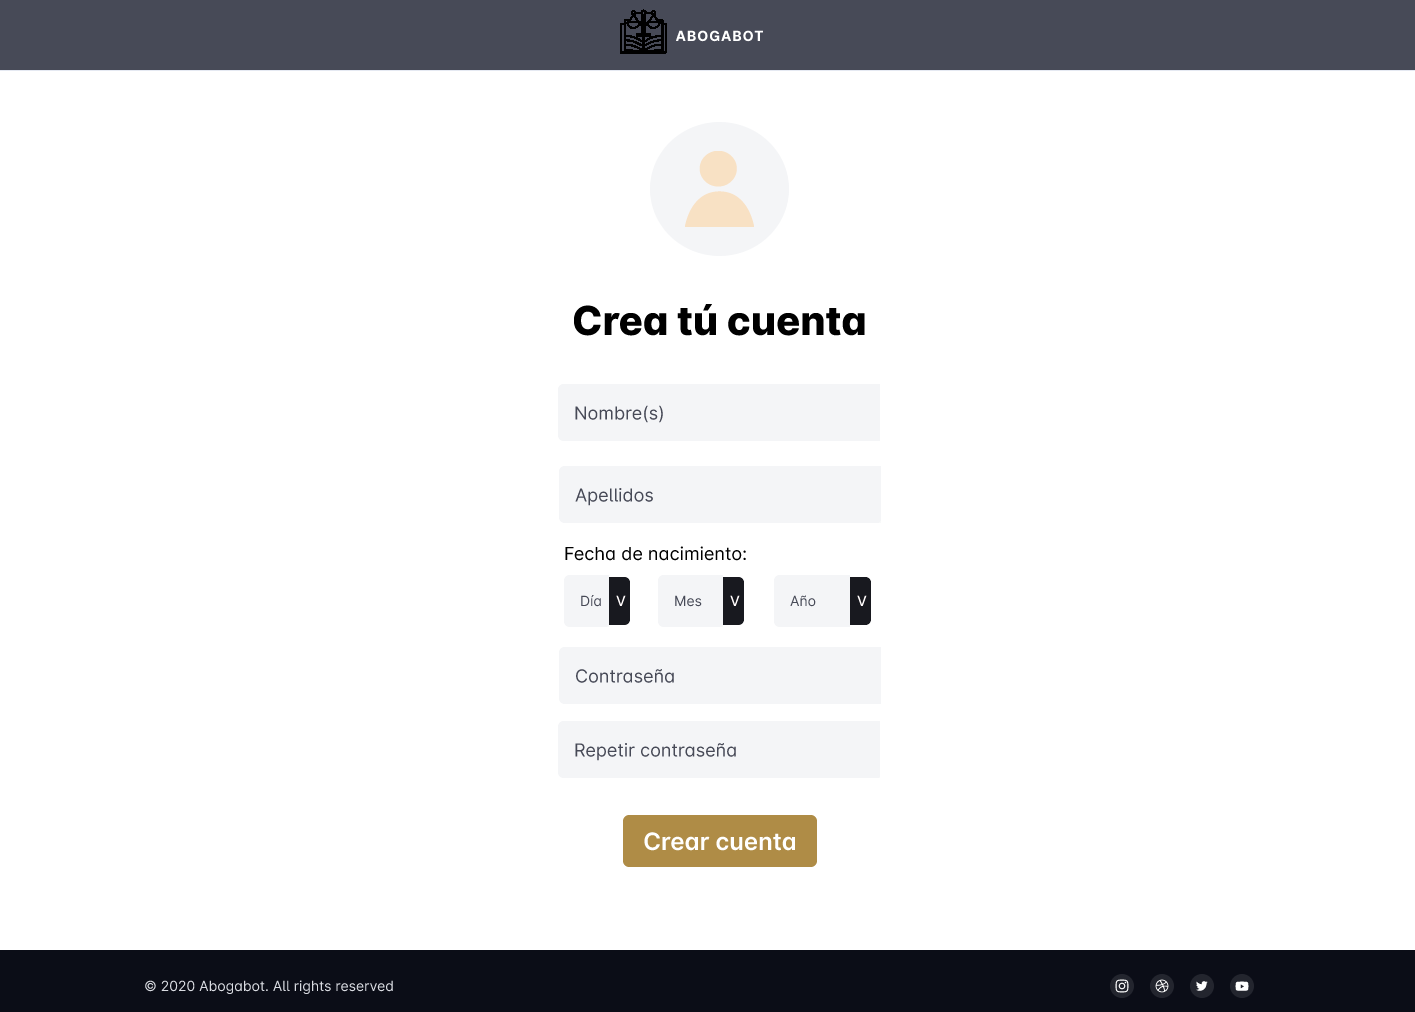 ABOGABOT
Crea tú cuenta
Nombre(s)
Apellidos
Fecha de nacimiento:
Día V Mes V Año V
Contraseña
Repetir contraseña
Crear cuenta
© 2020 Abogabot. All rights reserved